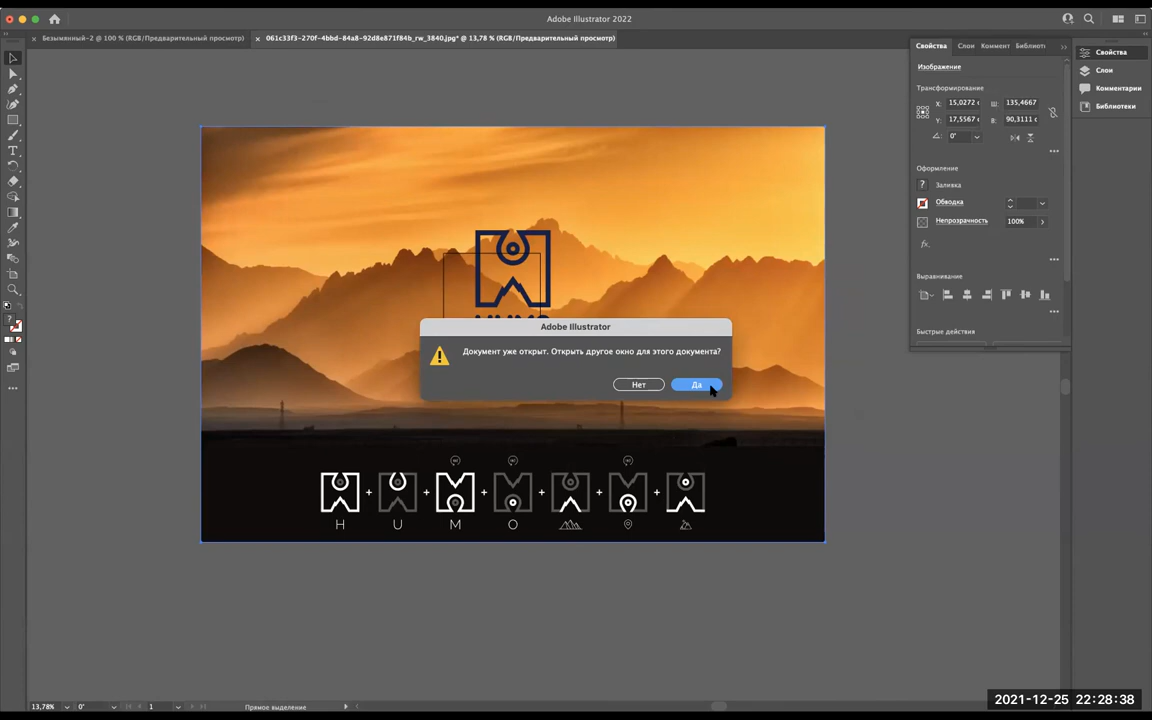 Adobe Illustrator 2022
Безымянный-2 @ 100 % (RGB/Предварительный просмотр)
061c33f3-270f-4bbd-84a8-92d8e871f84b_rw_3840.jpg* @ 13,78 % (RGB/Предварительный просмотр)
Свойства
Слои
Коммент
Библиоті
Свойства
Слои
Комментарии
Библиотеки
Изображение
Трансформирование
X: 15,0272 с
Ш: 135,4667
Y: 17,5567 с
В: 90,3111 с
0°
Оформление
? Заливка
Обводка
Непрозрачность 100%
fx.
Выравнивание
Быстрые действия
Adobe Illustrator
Документ уже открыт. Открыть другое окно для этого документа?
Нет
Да
H U M O
13,78%
0°
1
Прямое выделение
2021-12-25 22:28:38